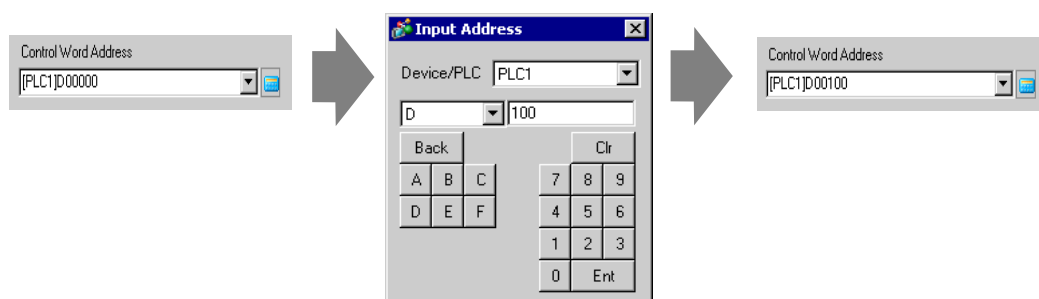 Control Word Address
[PLC1]D00000
Input Address
Device/PLC PLC1
D 100
Back Clr
A B C 7 8 9
D E F 4 5 6
1 2 3
0 Ent
Control Word Address
[PLC1]D00100